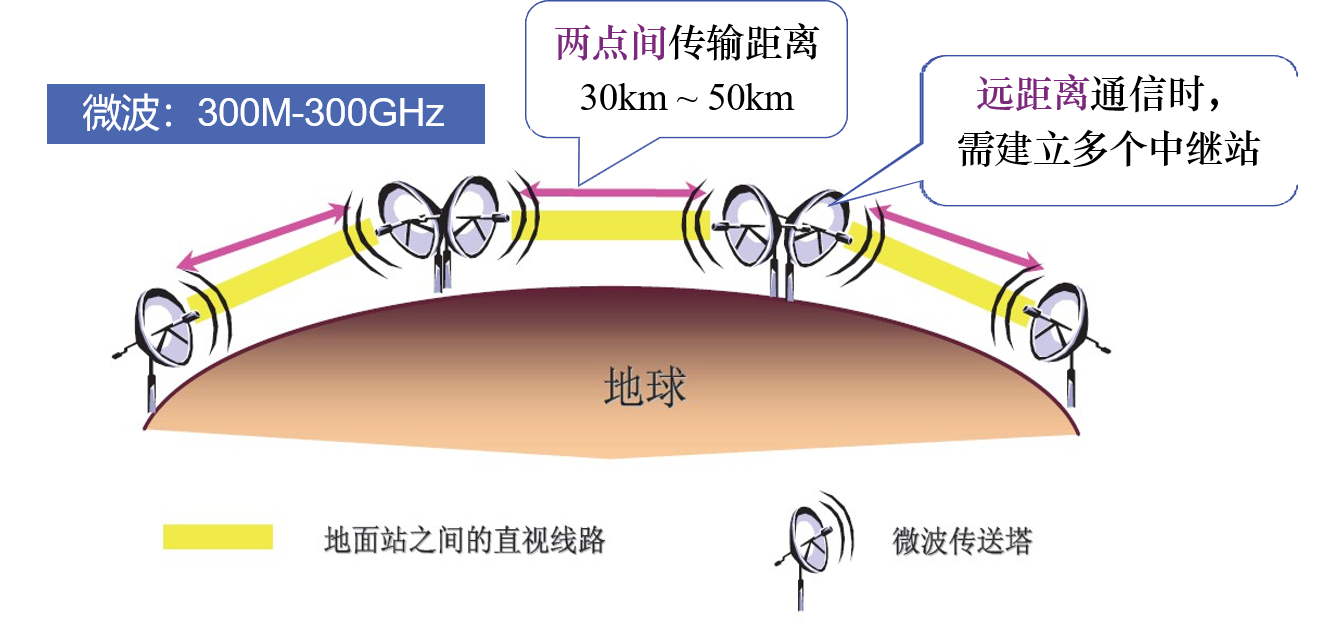 两点间传输距离
30km ~ 50km
微波：300M-300GHz
远距离通信时，
需建立多个中继站
地球
地面站之间的直视线路
微波传送塔